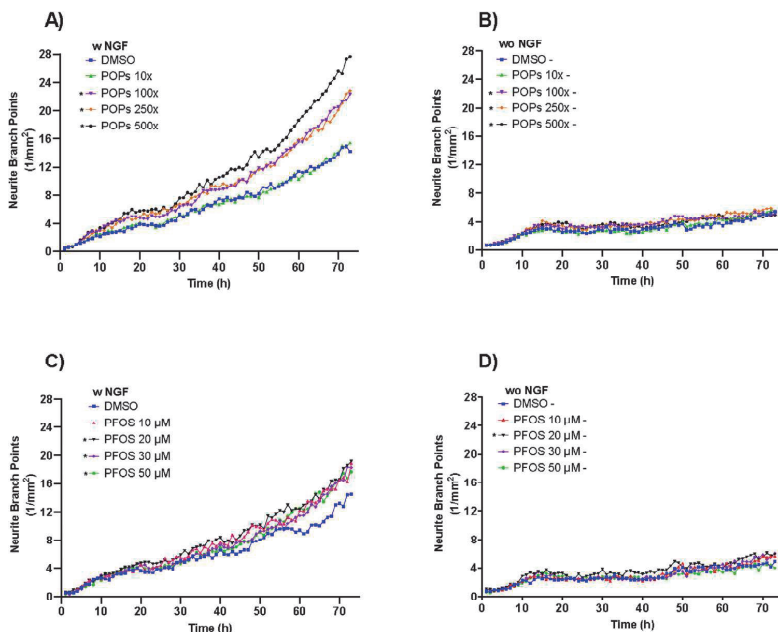 A)
w NGF
DMSO
POPs 10x
* POPs 100x
* POPs 250x
* POPs 500x
Neurite Branch Points
(1/mm²)
28
24
20
16
12
8
4
0
0 10 20 30 40 50 60 70
Time (h)
B)
wo NGF
DMSO -
POPs 10x -
* POPs 100x -
* POPs 250x -
* POPs 500x -
Neurite Branch Points
(1/mm²)
28
24
20
16
12
8
4
0
0 10 20 30 40 50 60 70
Time (h)
C)
w NGF
DMSO
PFOS 10 µM
* PFOS 20 µM
* PFOS 30 µM
* PFOS 50 µM
Neurite Branch Points
(1/mm²)
28
24
20
16
12
8
4
0
0 10 20 30 40 50 60 70
Time (h)
D)
wo NGF
DMSO -
PFOS 10 µM -
* PFOS 20 µM -
PFOS 30 µM -
PFOS 50 µM -
Neurite Branch Points
(1/mm²)
28
24
20
16
12
8
4
0
0 10 20 30 40 50 60 70
Time (h)